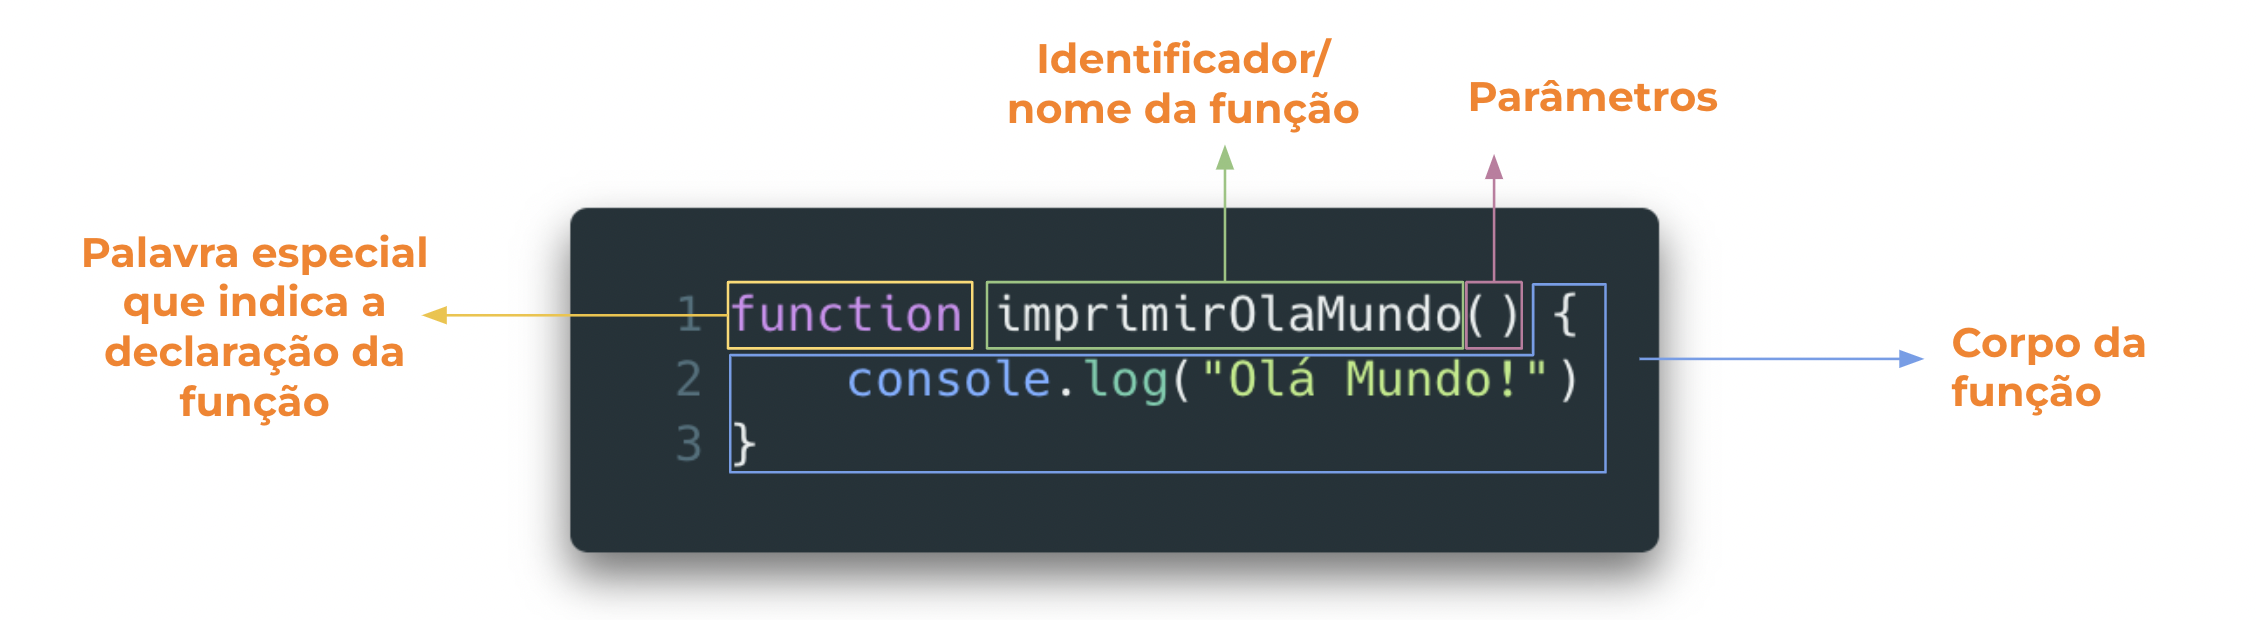 Identificador/
nome da função
Parâmetros
Palavra especial
que indica a
declaração da
função
1 function imprimirOlaMundo() {
2     console.log("Olá Mundo!")
3 }
Corpo da
função